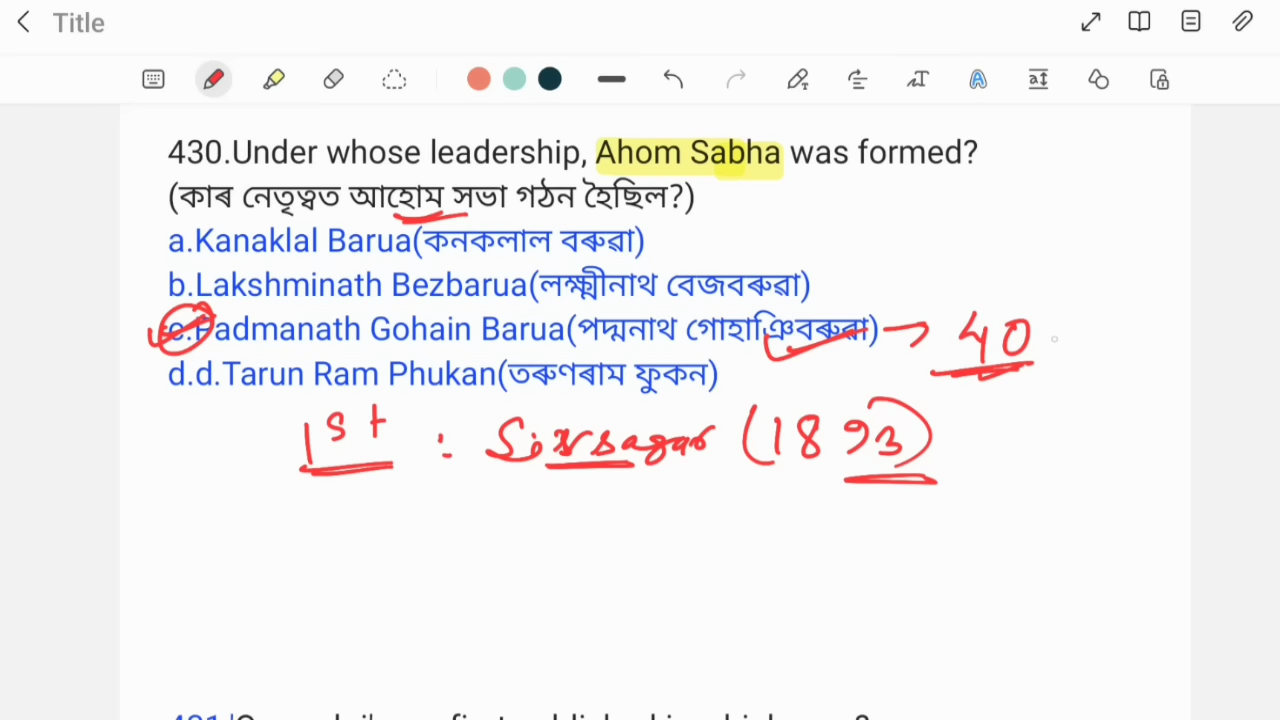 Title
430.Under whose leadership, Ahom Sabha was formed?
(কাৰ নেতৃত্বত আহোম সভা গঠন হৈছিল?)
a.Kanaklal Barua(কনকলাল বৰুৱা)
b.Lakshminath Bezbarua(লক্ষ্মীনাথ বেজবৰুৱা)
c.Padmanath Gohain Barua(পদ্মনাথ গোহাঞিবৰুৱা) → 40
d.d.Tarun Ram Phukan(তৰুণৰাম ফুকন)
1st : Sivsagar (1893)